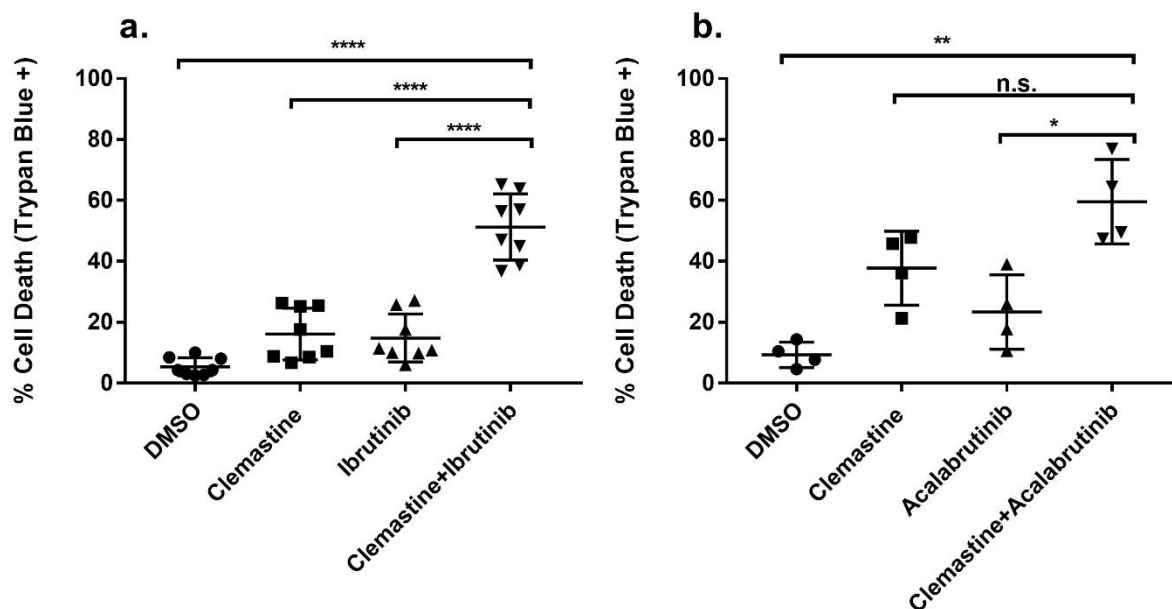 a.
% Cell Death (Trypan Blue +)
100
80
60
40
20
0
****
****
****
DMSO
Clemastine
Ibrutinib
Clemastine+Ibrutinib
b.
% Cell Death (Trypan Blue +)
100
80
60
40
20
0
**
n.s.
*
DMSO
Clemastine
Acalabrutinib
Clemastine+Acalabrutinib